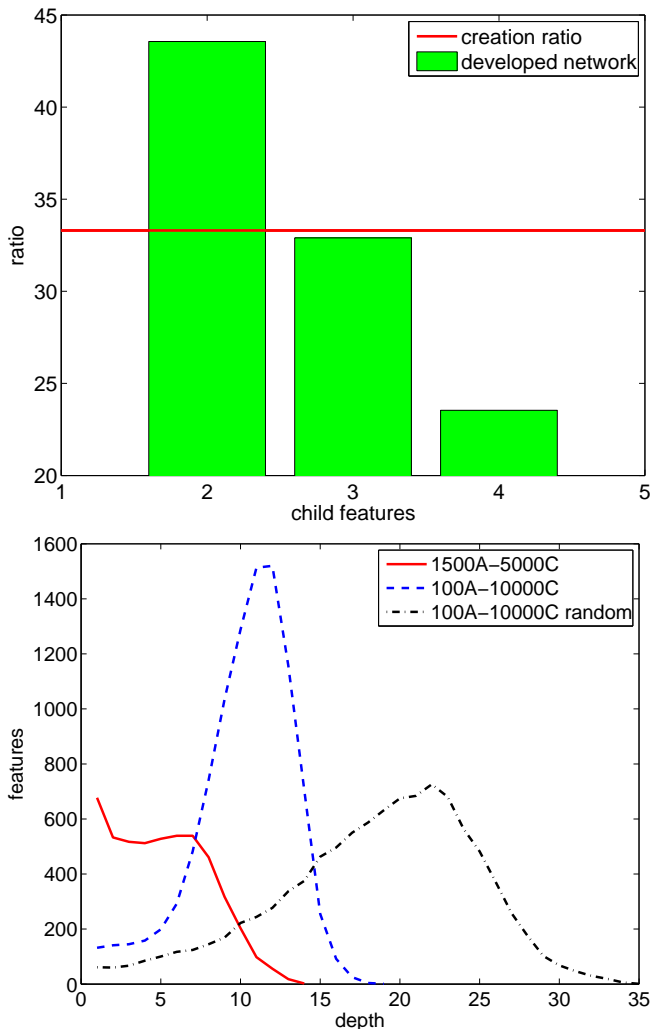 45
40
35
30
25
20
ratio
creation ratio
developed network
1 2 3 4 5
child features
1600
1400
1200
1000
800
600
400
200
0
features
1500A−5000C
100A−10000C
100A−10000C random
0 5 10 15 20 25 30 35
depth